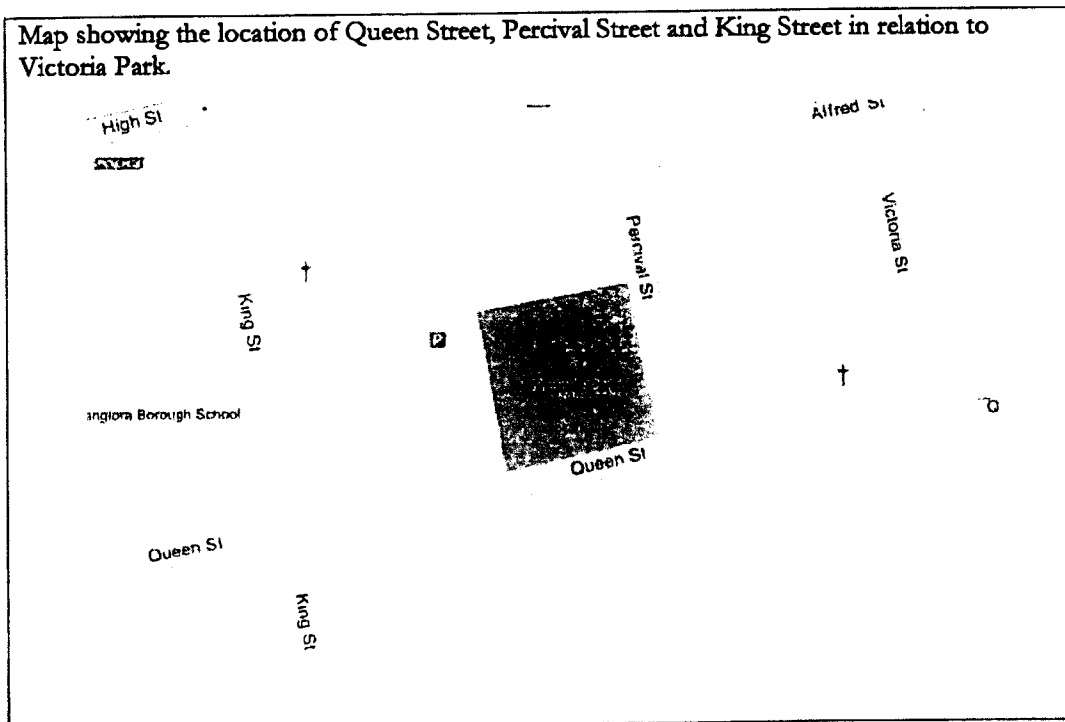 Map showing the location of Queen Street, Percival Street and King Street in relation to
Victoria Park.
High St
Alfred St
Percival St
Victoria St
King St
P
angiora Borough School
Queen St
Queen St
King St